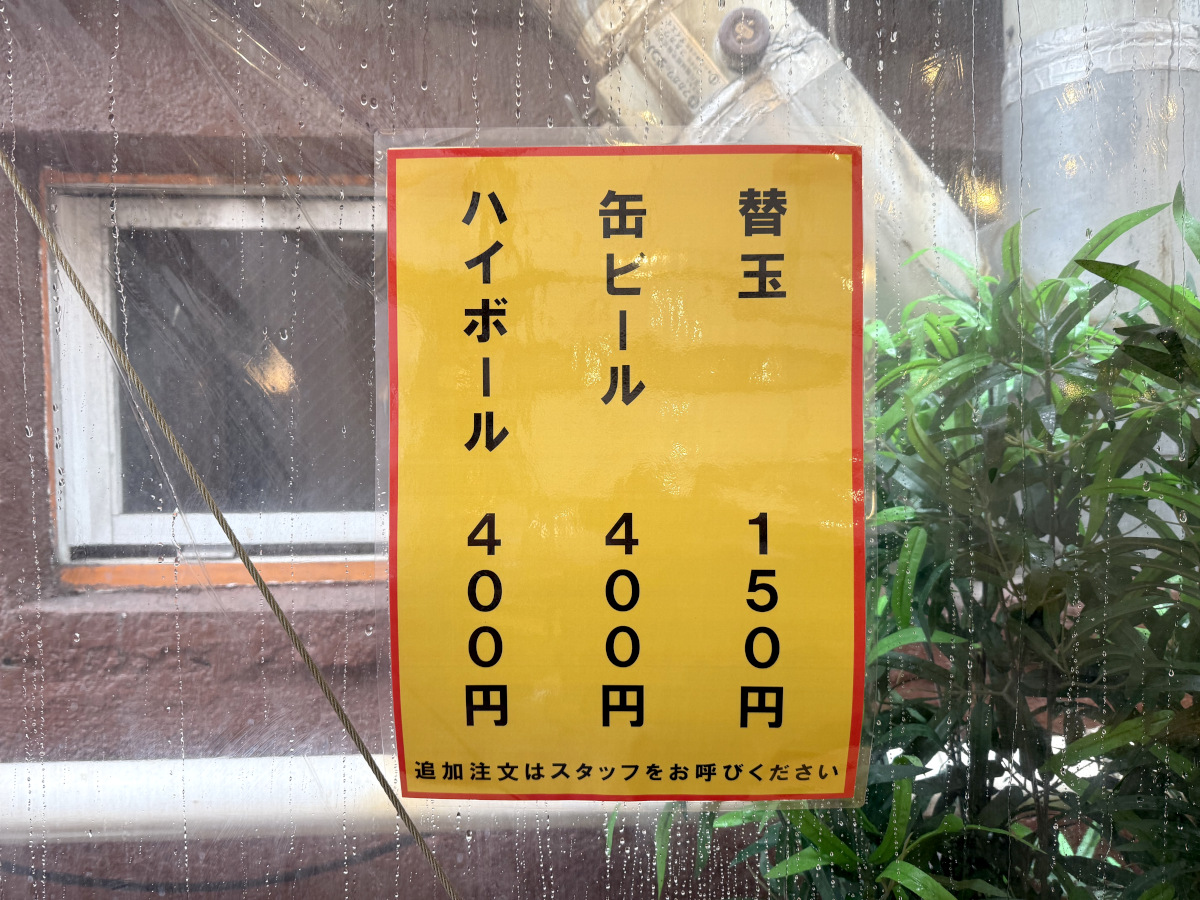 替玉 150円
缶ビール 400円
ハイボール 400円
追加注文はスタッフをお呼びください